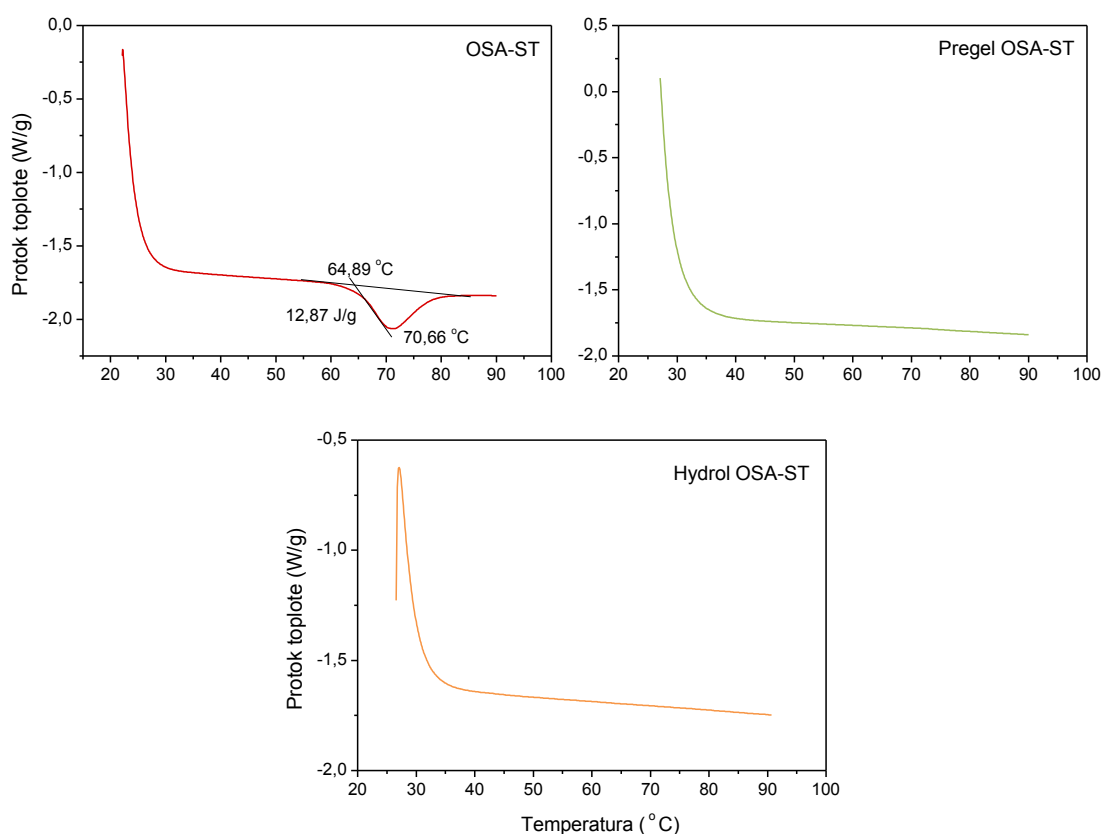 OSA-ST
Protok toplote (W/g)
0,0
-0,5
-1,0
-1,5
-2,0
64,89 °C
12,87 J/g
70,66 °C
20 30 40 50 60 70 80 90 100
Pregel OSA-ST
0,5
0,0
-0,5
-1,0
-1,5
-2,0
20 30 40 50 60 70 80 90 100
Hydrol OSA-ST
Protok toplote (W/g)
-0,5
-1,0
-1,5
-2,0
20 30 40 50 60 70 80 90 100
Temperatura (°C)